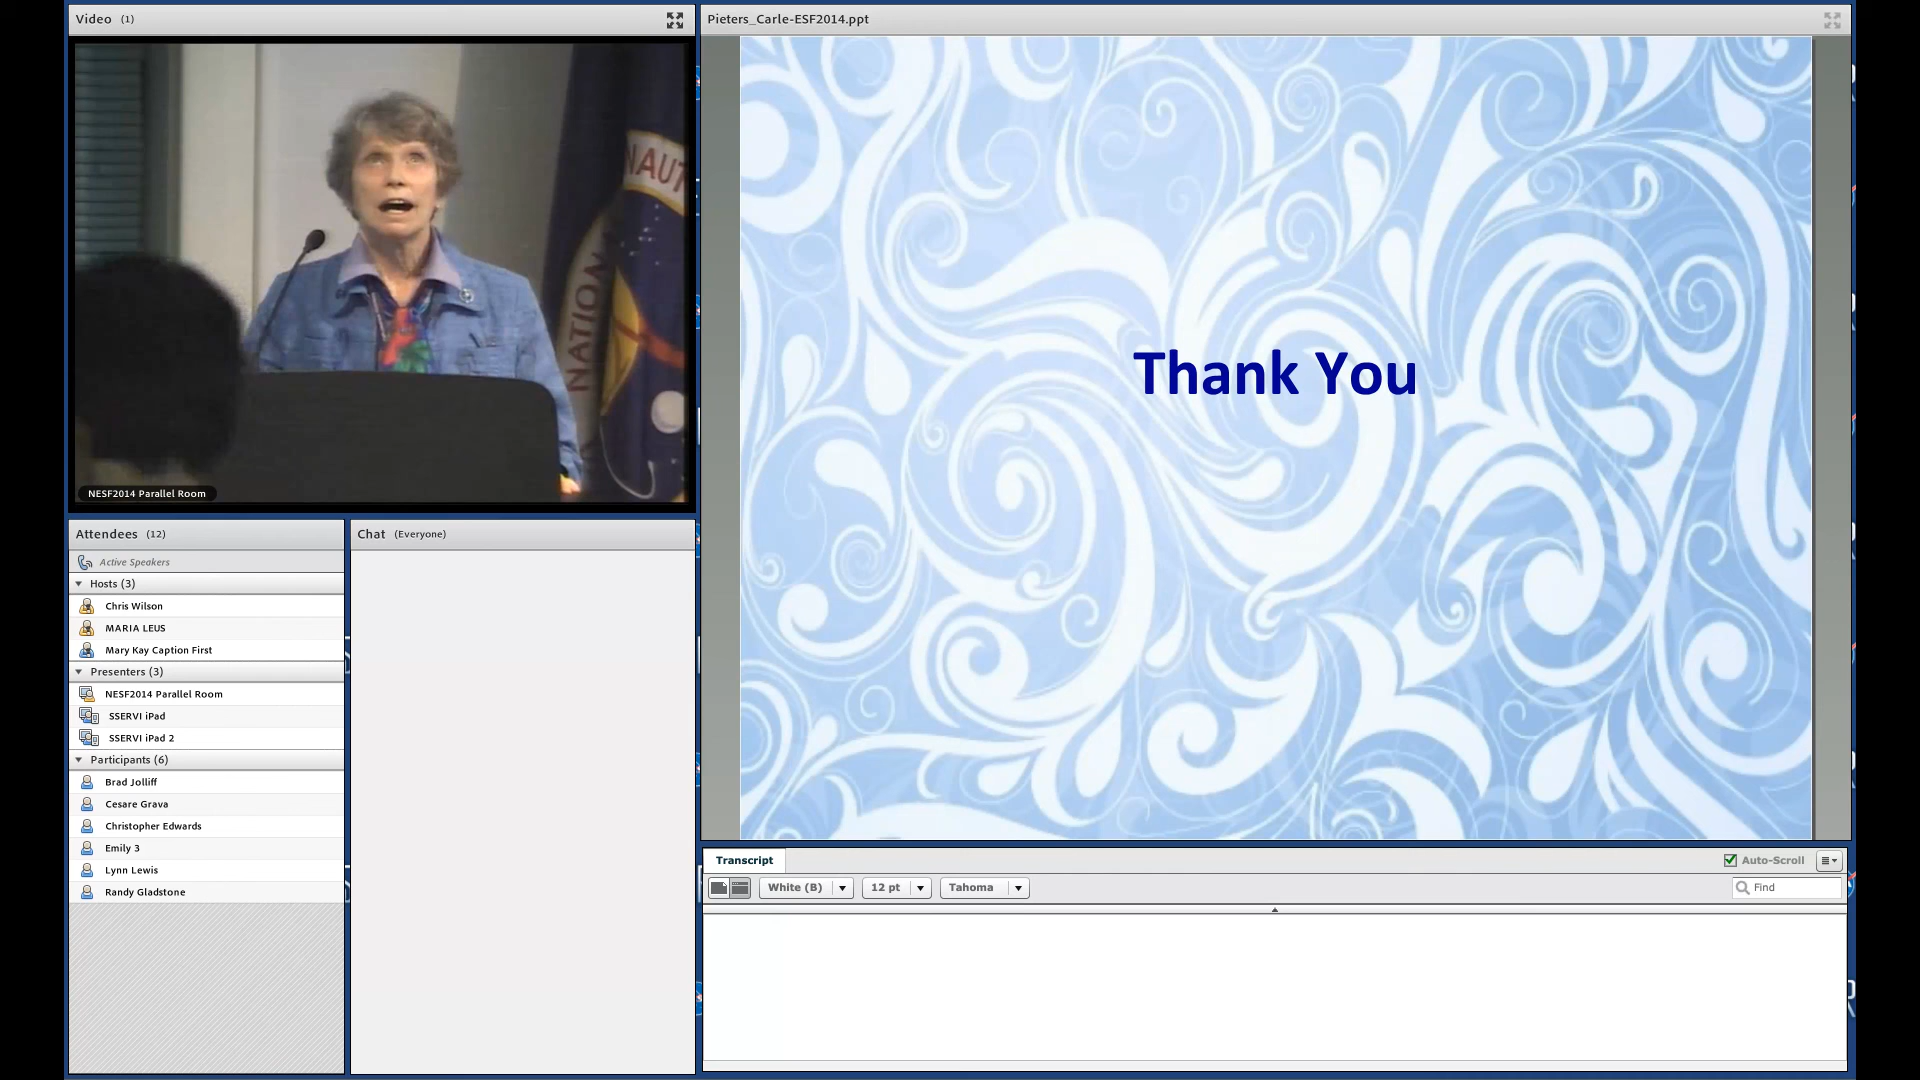 Video (1)
NAUT
NATION
NESF2014 Parallel Room
Attendees (12)
Active Speakers
Hosts (3)
Chris Wilson
MARIA LEUS
Mary Kay Caption First
Presenters (3)
NESF2014 Parallel Room
SSERVI iPad
SSERVI iPad 2
Participants (6)
Brad Jolliff
Cesare Grava
Christopher Edwards
Emily 3
Lynn Lewis
Randy Gladstone
Chat (Everyone)
Pieters_Carle-ESF2014.ppt
Thank You
Transcript
Auto-Scroll
White (B) 12 pt Tahoma Find